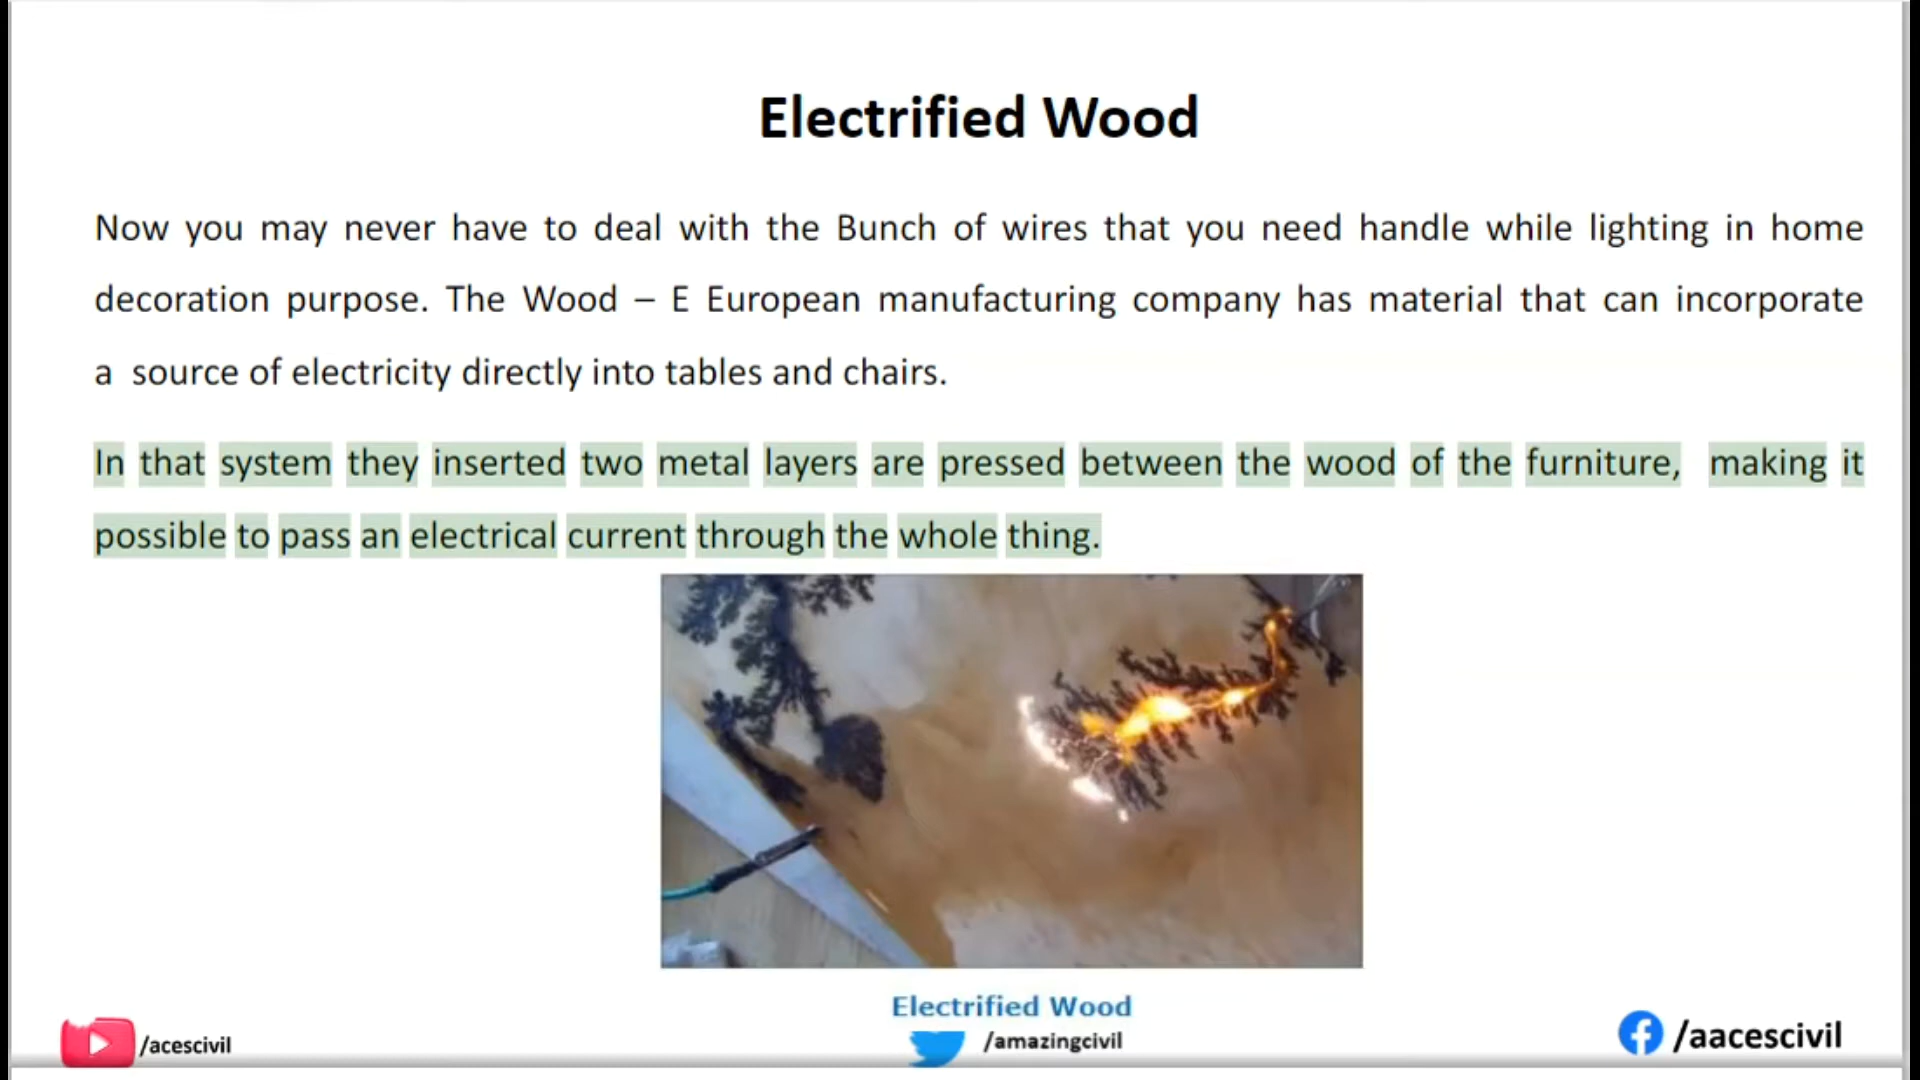 Electrified Wood
Now you may never have to deal with the Bunch of wires that you need handle while lighting in home
decoration purpose. The Wood – E European manufacturing company has material that can incorporate
a source of electricity directly into tables and chairs.
In that system they inserted two metal layers are pressed between the wood of the furniture, making it
possible to pass an electrical current through the whole thing.
Electrified Wood
/acescivil
/amazingcivil
/aacescivil